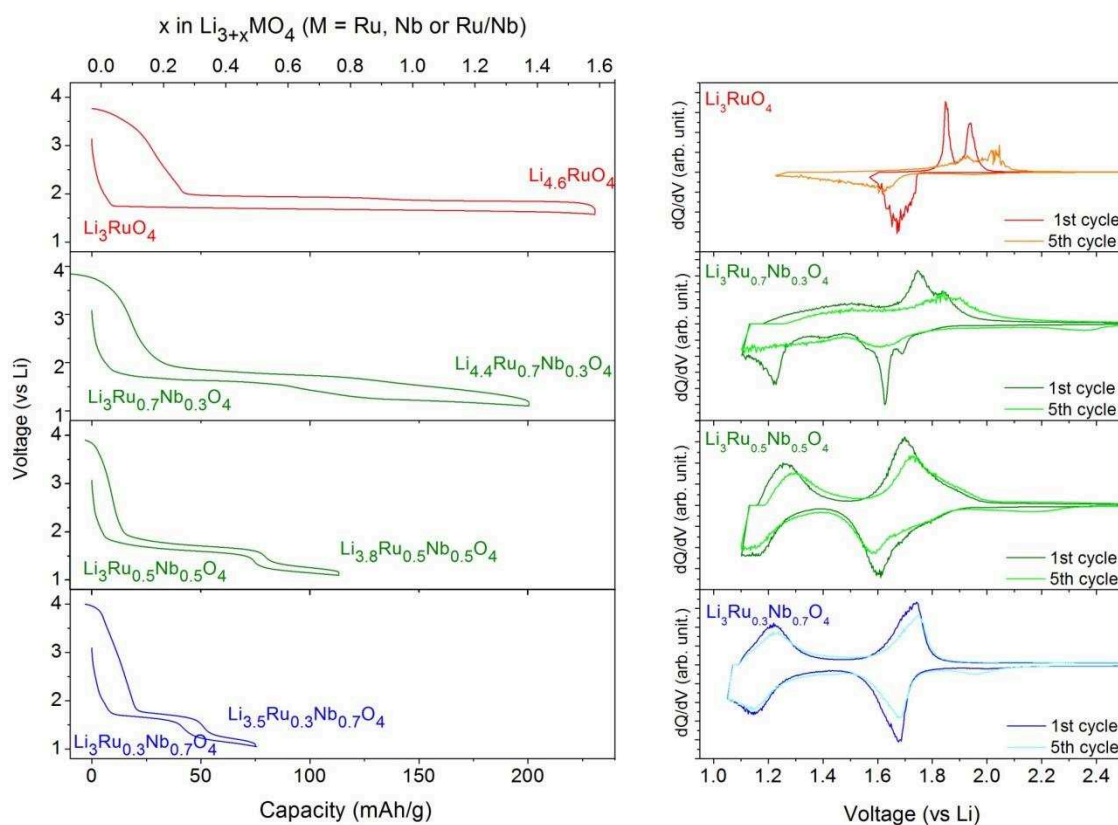 x in Li₃₊ₓMO₄ (M = Ru, Nb or Ru/Nb)
0.0 0.2 0.4 0.6 0.8 1.0 1.2 1.4 1.6
Voltage (vs Li)
4
3
2
1
Li₃RuO₄
Li₄.₆RuO₄
4
3
2
1
Li₃Ru₀.₇Nb₀.₃O₄
Li₄.₄Ru₀.₇Nb₀.₃O₄
4
3
2
1
Li₃Ru₀.₅Nb₀.₅O₄
Li₃.₈Ru₀.₅Nb₀.₅O₄
4
3
2
1
Li₃Ru₀.₃Nb₀.₇O₄
Li₃.₅Ru₀.₃Nb₀.₇O₄
0 50 100 150 200
Capacity (mAh/g)
dQ/dV (arb. unit.)
Li₃RuO₄
1st cycle
5th cycle
dQ/dV (arb. unit.)
Li₃Ru₀.₇Nb₀.₃O₄
1st cycle
5th cycle
dQ/dV (arb. unit.)
Li₃Ru₀.₅Nb₀.₅O₄
1st cycle
5th cycle
dQ/dV (arb. unit.)
Li₃Ru₀.₃Nb₀.₇O₄
1st cycle
5th cycle
1.0 1.2 1.4 1.6 1.8 2.0 2.2 2.4
Voltage (vs Li)